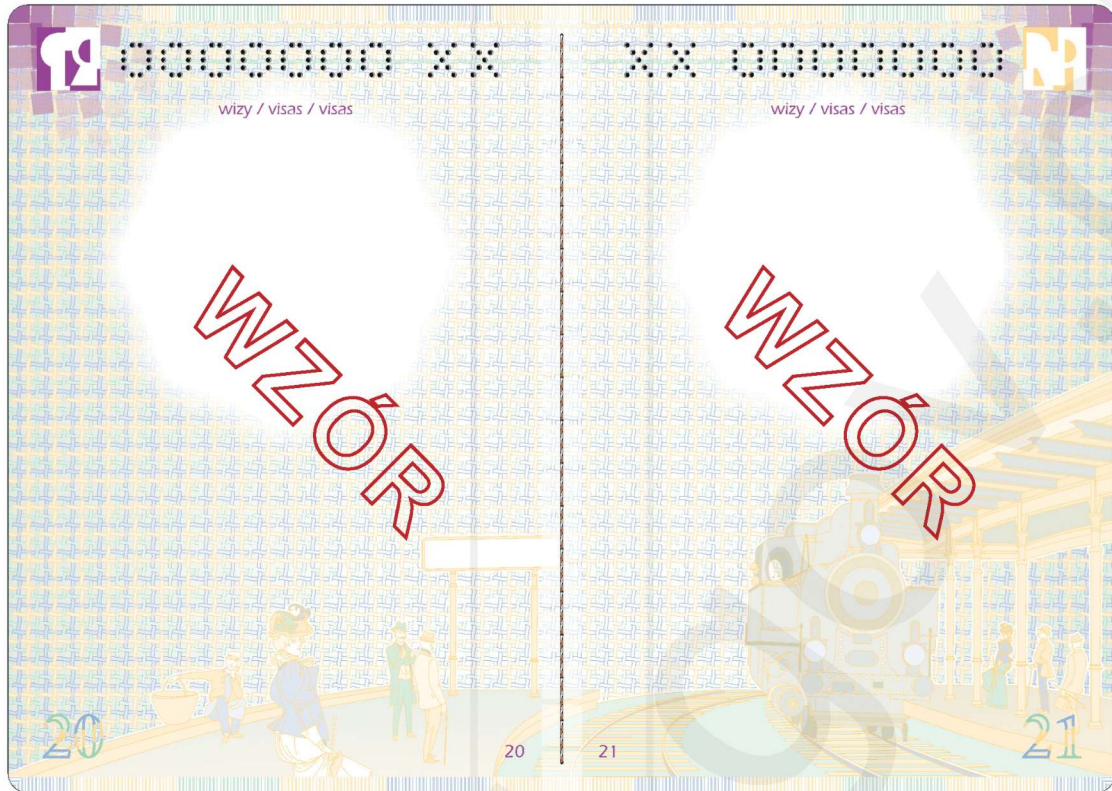 0000000 XX
wizy / visas / visas
WZÓR
20
20
XX 0000000
wizy / visas / visas
WZÓR
21
21